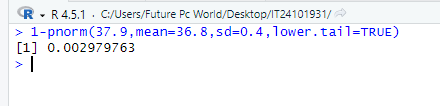 R 4.5.1 · C:/Users/Future Pc World/Desktop/IT24101931/
> 1-pnorm(37.9,mean=36.8,sd=0.4,lower.tail=TRUE)
[1] 0.002979763
>